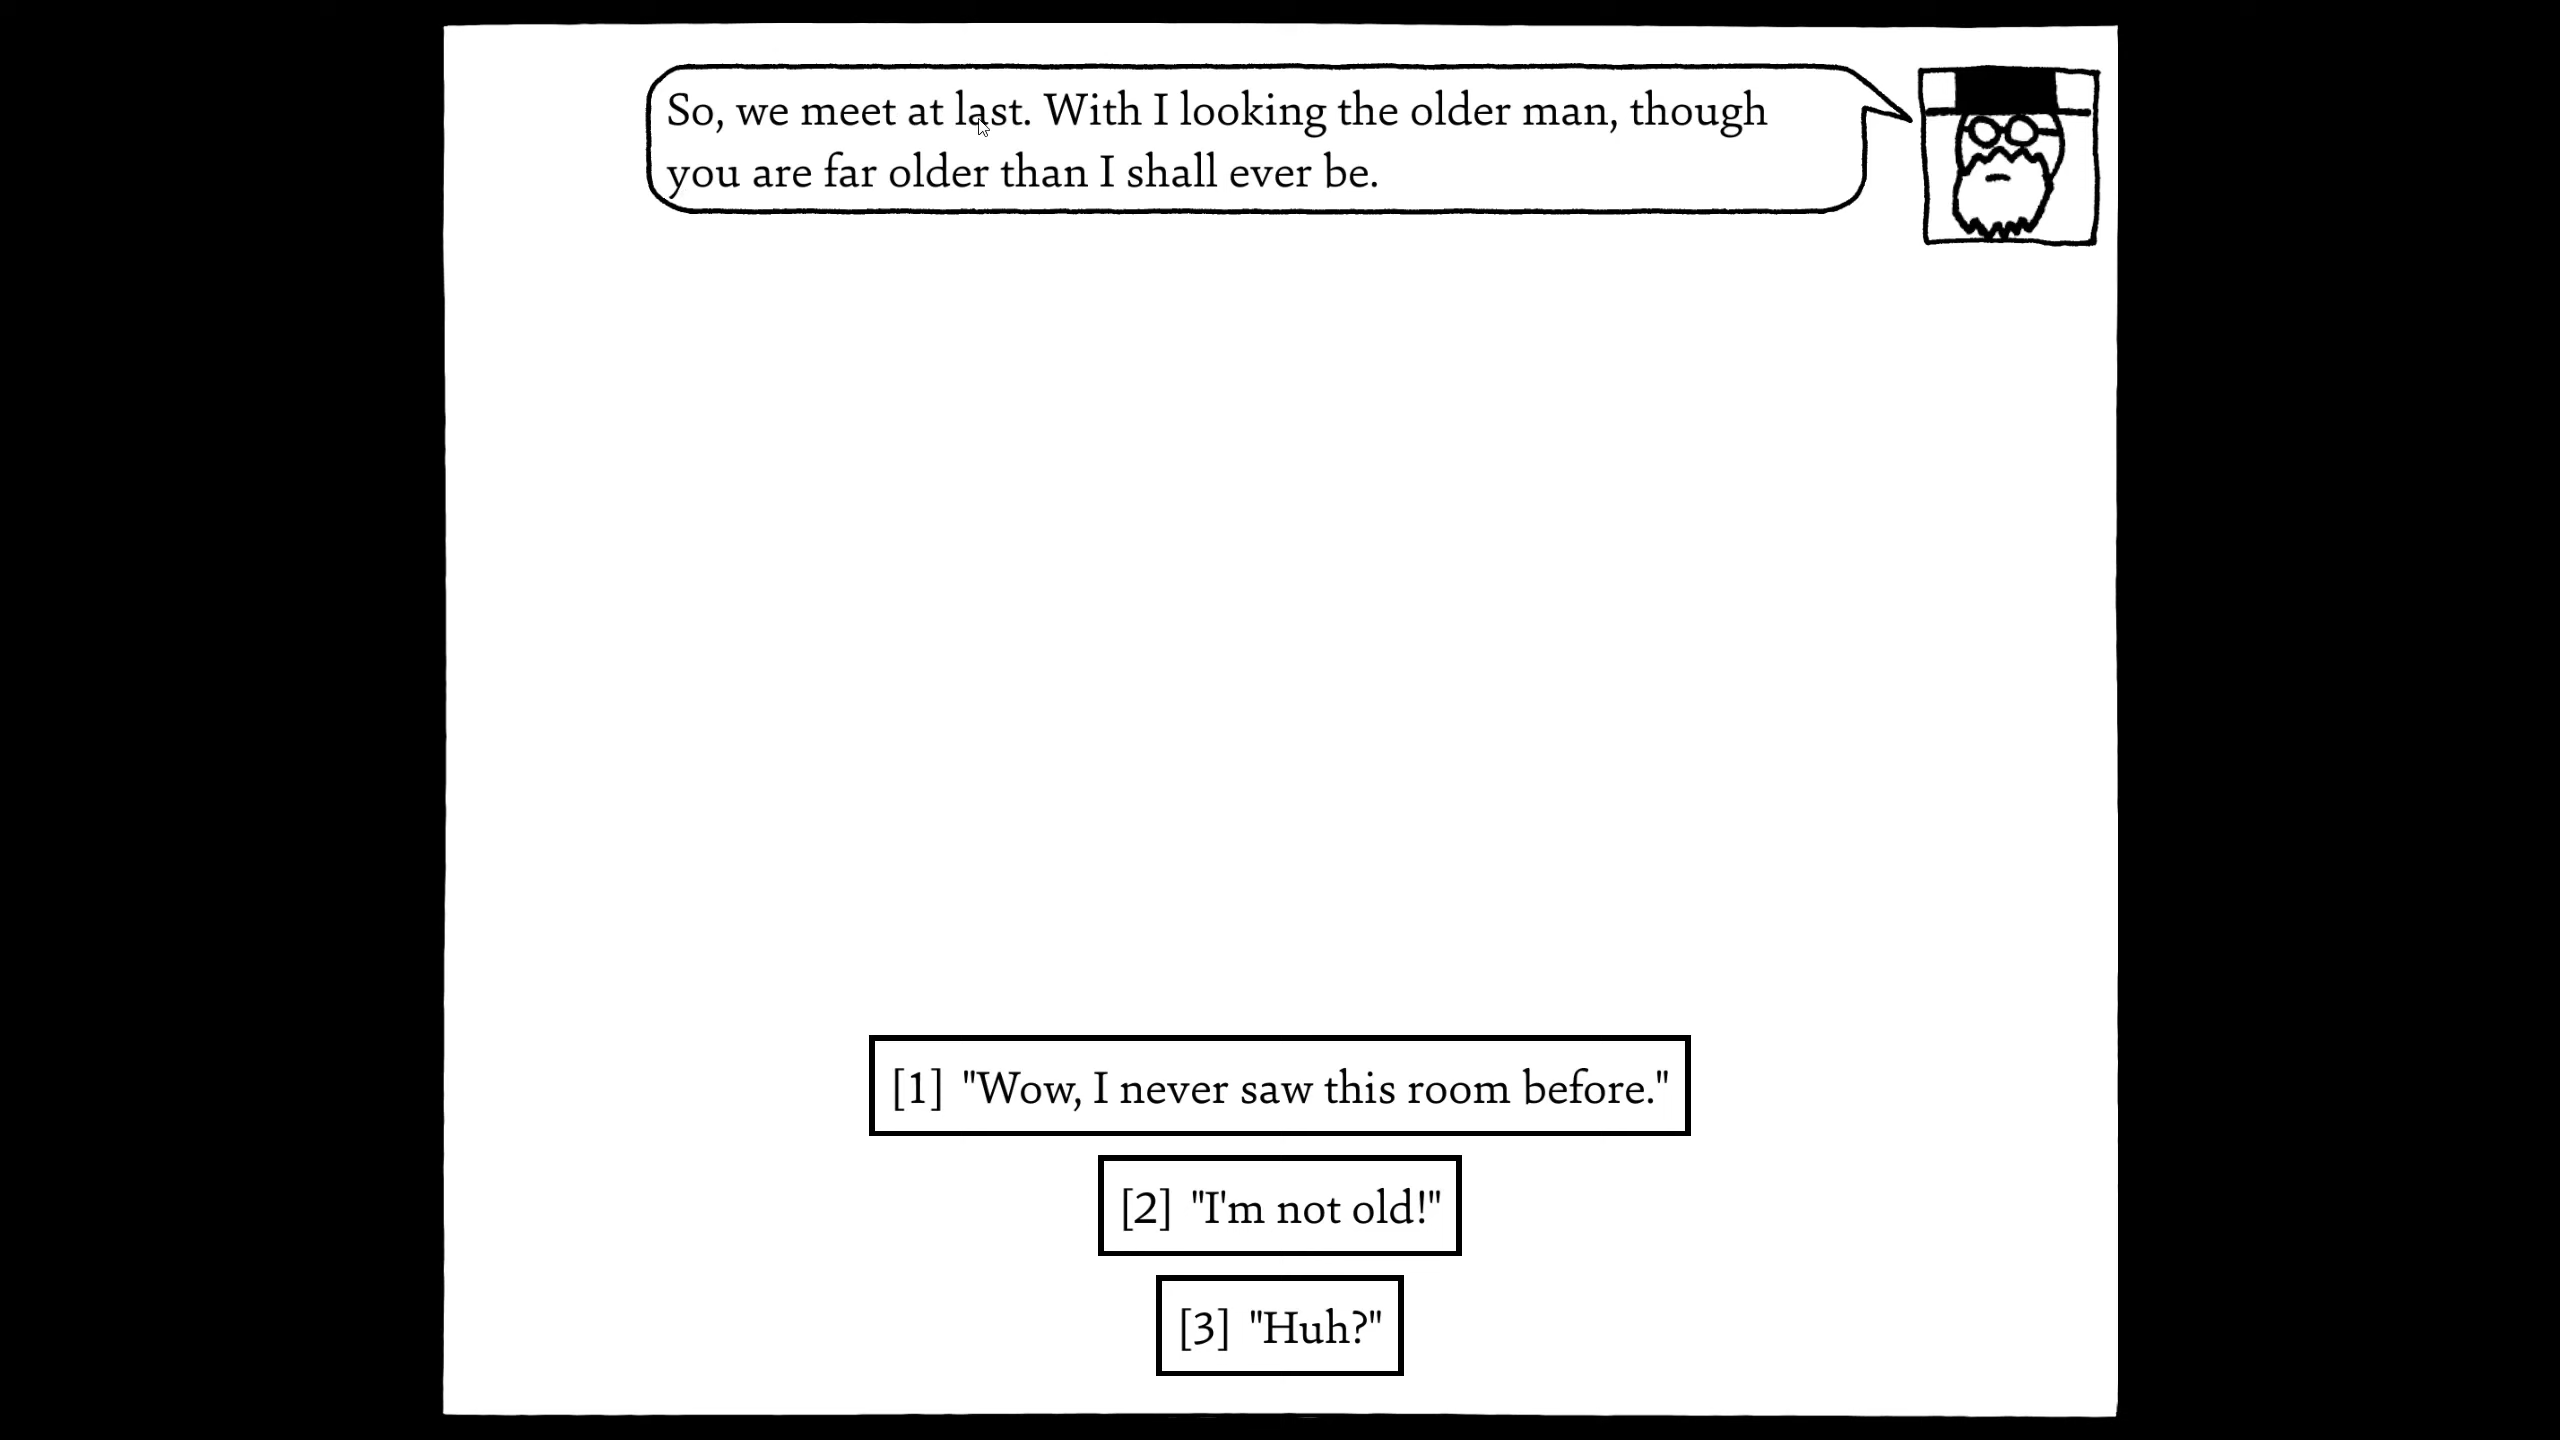 So, we meet at last. With I looking the older man, though
you are far older than I shall ever be.
[1] "Wow, I never saw this room before."
[2] "I'm not old!"
[3] "Huh?"